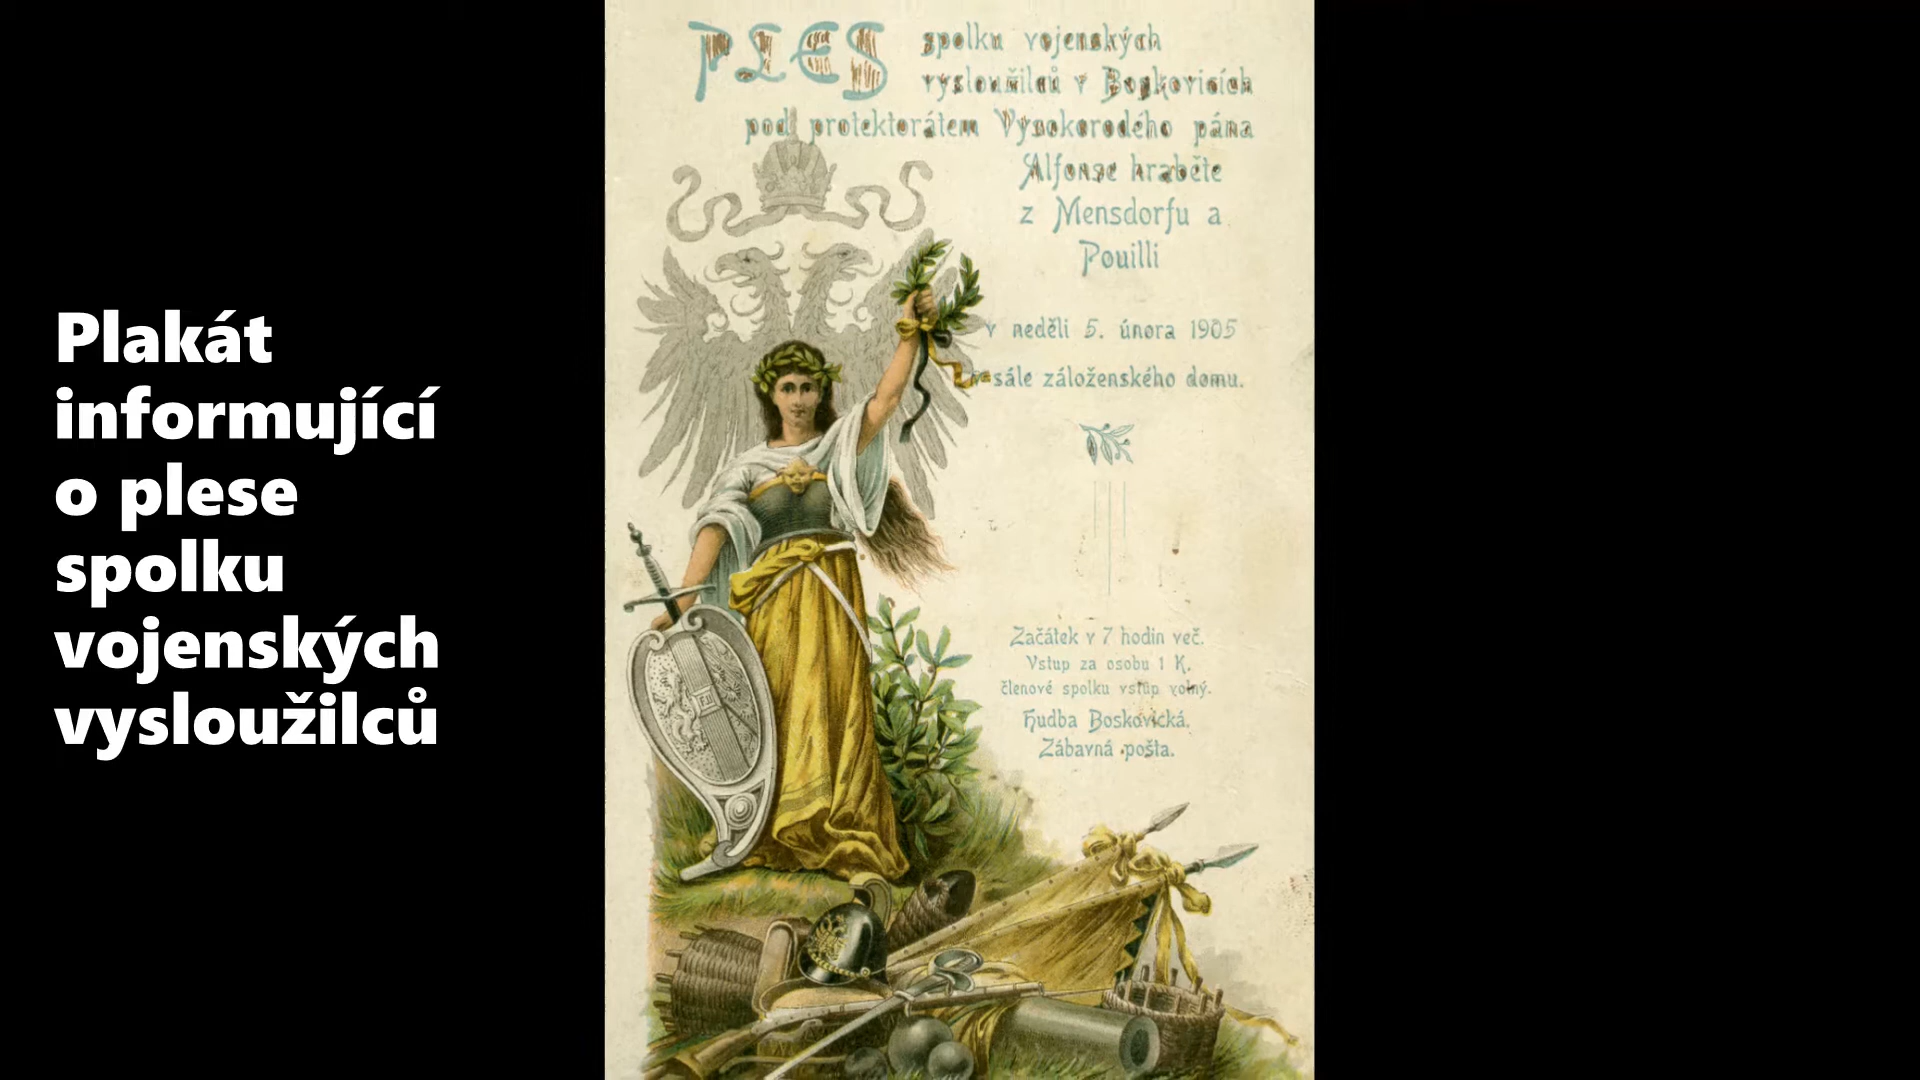 Plakát
informující
o plese
spolku
vojenských
vysloužilců
PLES spolku vojenských
vysloužilců v Boskovicích
pod protektorátem Vysokorodého pána
Alfonse hraběte
z Mensdorfu a
Pouilli
v neděli 5. února 1905
v sále záloženského domu.
Začátek v 7 hodin več.
Vstup za osobu 1 K.
členové spolku vstup volný.
Hudba Boskovická.
Zábavná pošta.